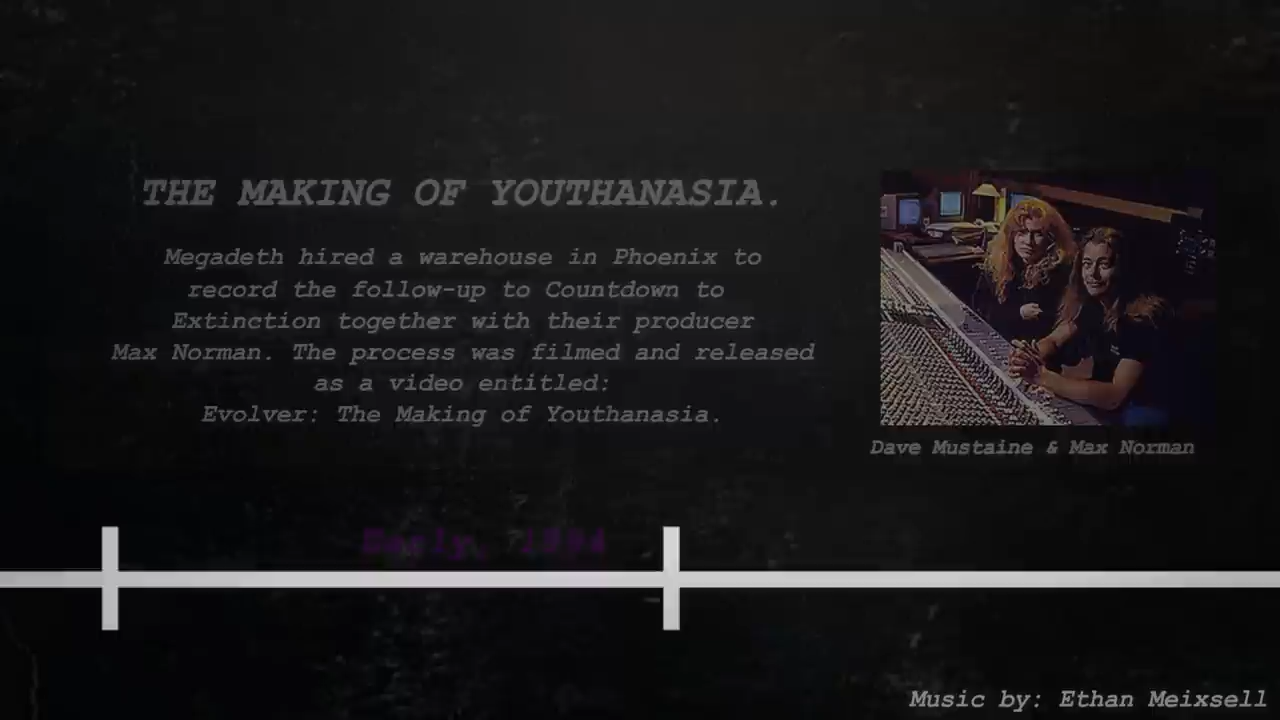 THE MAKING OF YOUTHANASIA.
Megadeth hired a warehouse in Phoenix to
record the follow-up to Countdown to
Extinction together with their producer
Max Norman. The process was filmed and released
as a video entitled:
Evolver: The Making of Youthanasia.
Dave Mustaine & Max Norman
Early, 1994
Music by: Ethan Meixsell